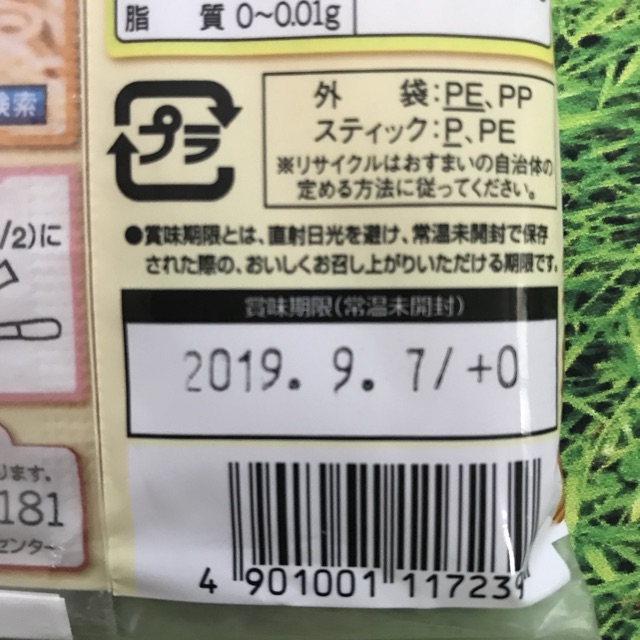 脂 質 0~0.01g
検索
外 袋:PE、PP
スティック:P、PE
※リサイクルはおすまいの自治体の
定める方法に従ってください。
プラ
/2)に
●賞味期限とは、直射日光を避け、常温未開封で保存
された際の、おいしくお召し上がりいただける期限です。
賞味期限(常温未開封)
2019. 9. 7/ +0
ります。
181
センター
4 901001 117239